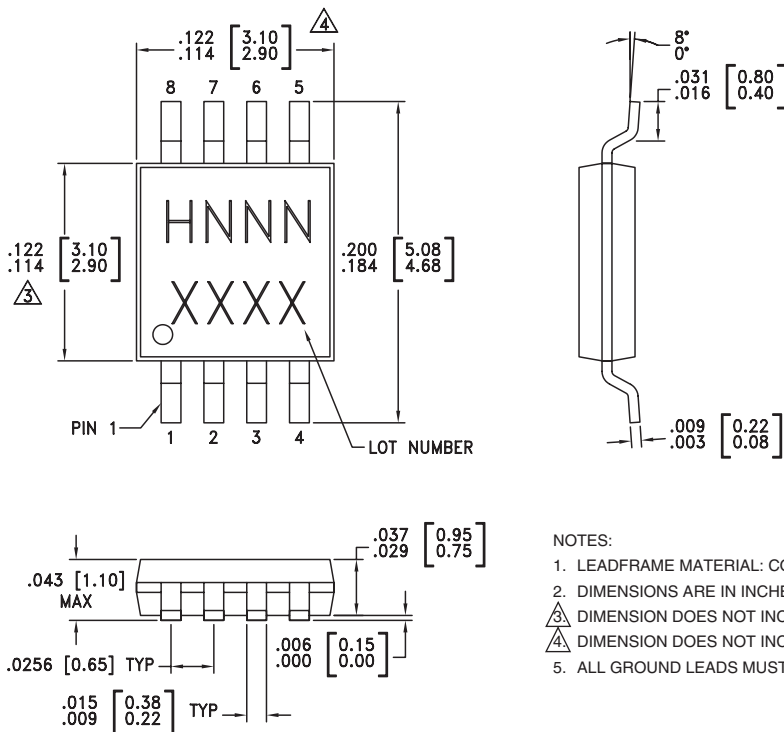 .122 [3.10]
.114 [2.90]
4
8 7 6 5
8°
0°
.031 [0.80]
.016 [0.40]
HNNN
XXXX
.122 [3.10]
.114 [2.90]
3
.200 [5.08]
.184 [4.68]
PIN 1
1 2 3 4
LOT NUMBER
.009 [0.22]
.003 [0.08]
.037 [0.95]
.029 [0.75]
.043 [1.10]
MAX
.0256 [0.65] TYP
.006 [0.15]
.000 [0.00]
.015 [0.38]
.009 [0.22]
TYP
NOTES:
1. LEADFRAME MATERIAL:
2. DIMENSIONS ARE IN
3. DIMENSION DOES NOT
4. DIMENSION DOES NOT
5. ALL GROUND LEADS MUST